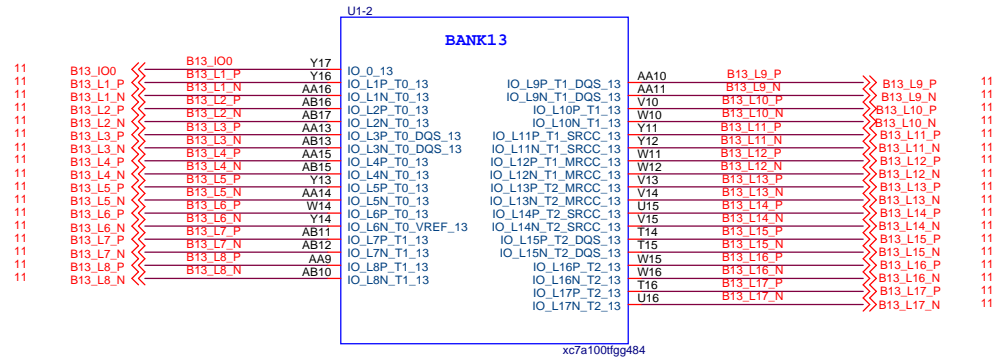 U1-2
BANK13
11 B13_IO0 B13_IO0 Y17 IO_0_13
11 B13_L1_P B13_L1_P Y16 IO_L1P_T0_13
11 B13_L1_N B13_L1_N AA16 IO_L1N_T0_13
11 B13_L2_P B13_L2_P AB16 IO_L2P_T0_13
11 B13_L2_N B13_L2_N AB17 IO_L2N_T0_13
11 B13_L3_P B13_L3_P AA13 IO_L3P_T0_DQS_13
11 B13_L3_N B13_L3_N AB13 IO_L3N_T0_DQS_13
11 B13_L4_P B13_L4_P AA15 IO_L4P_T0_13
11 B13_L4_N B13_L4_N AB15 IO_L4N_T0_13
11 B13_L5_P B13_L5_P Y13 IO_L5P_T0_13
11 B13_L5_N B13_L5_N AA14 IO_L5N_T0_13
11 B13_L6_P B13_L6_P W14 IO_L6P_T0_13
11 B13_L6_N B13_L6_N Y14 IO_L6N_T0_VREF_13
11 B13_L7_P B13_L7_P AB11 IO_L7P_T1_13
11 B13_L7_N B13_L7_N AB12 IO_L7N_T1_13
11 B13_L8_P B13_L8_P AA9 IO_L8P_T1_13
11 B13_L8_N B13_L8_N AB10 IO_L8N_T1_13
IO_L9P_T1_DQS_13 AA10 B13_L9_P B13_L9_P 11
IO_L9N_T1_DQS_13 AA11 B13_L9_N B13_L9_N 11
IO_L10P_T1_13 V10 B13_L10_P B13_L10_P 11
IO_L10N_T1_13 W10 B13_L10_N B13_L10_N 11
IO_L11P_T1_SRCC_13 Y11 B13_L11_P B13_L11_P 11
IO_L11N_T1_SRCC_13 Y12 B13_L11_N B13_L11_N 11
IO_L12P_T1_MRCC_13 W11 B13_L12_P B13_L12_P 11
IO_L12N_T1_MRCC_13 W12 B13_L12_N B13_L12_N 11
IO_L13P_T2_MRCC_13 V13 B13_L13_P B13_L13_P 11
IO_L13N_T2_MRCC_13 V14 B13_L13_N B13_L13_N 11
IO_L14P_T2_SRCC_13 U15 B13_L14_P B13_L14_P 11
IO_L14N_T2_SRCC_13 V15 B13_L14_N B13_L14_N 11
IO_L15P_T2_DQS_13 T14 B13_L15_P B13_L15_P 11
IO_L15N_T2_DQS_13 T15 B13_L15_N B13_L15_N 11
IO_L16P_T2_13 W15 B13_L16_P B13_L16_P 11
IO_L16N_T2_13 W16 B13_L16_N B13_L16_N 11
IO_L17P_T2_13 T16 B13_L17_P B13_L17_P 11
IO_L17N_T2_13 U16 B13_L17_N B13_L17_N 11
xc7a100tfgg484